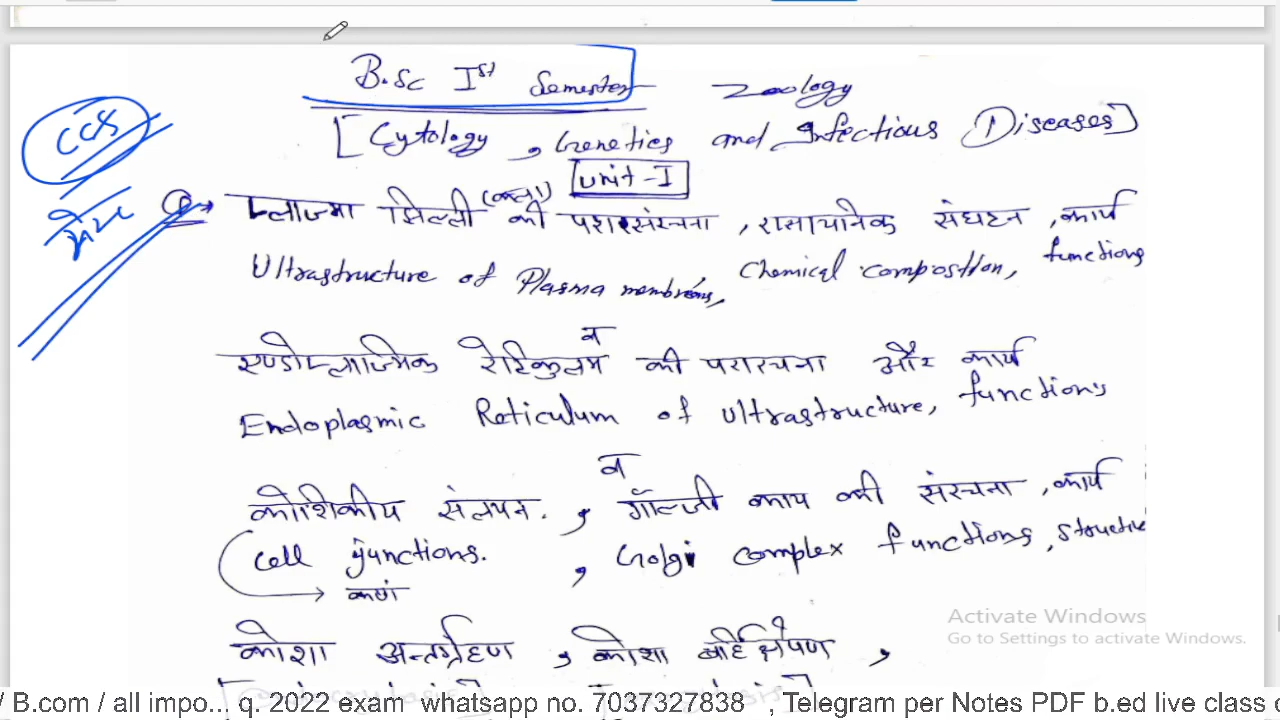 B.Sc Ist Semester Zoology
[Cytology, Genetics and Infectious Diseases]
Unit-I
CCS
मेरठ
प्लाज्मा झिल्ली (कला) की परासंरचना, रासायनिक संघटन, कार्य
Ultrastructure of Plasma membrans, Chemical composition, functions
एण्डोप्लाज्मिक रेटिकुलम की परारचना और कार्य
Endoplasmic Reticulum of Ultrastructure, functions
कोशिकीय संलयन. , गॉल्जी काय की संरचना, कार्य
Cell junctions. , Golgi complex functions, structure
कोशा अन्तर्ग्रहण , कोशा बहिर्क्षेपण ,
Activate Windows
Go to Settings to activate Windows.
/ B.com / all impo... q. 2022 exam whatsapp no. 7037327838 , Telegram per Notes PDF b.ed live class